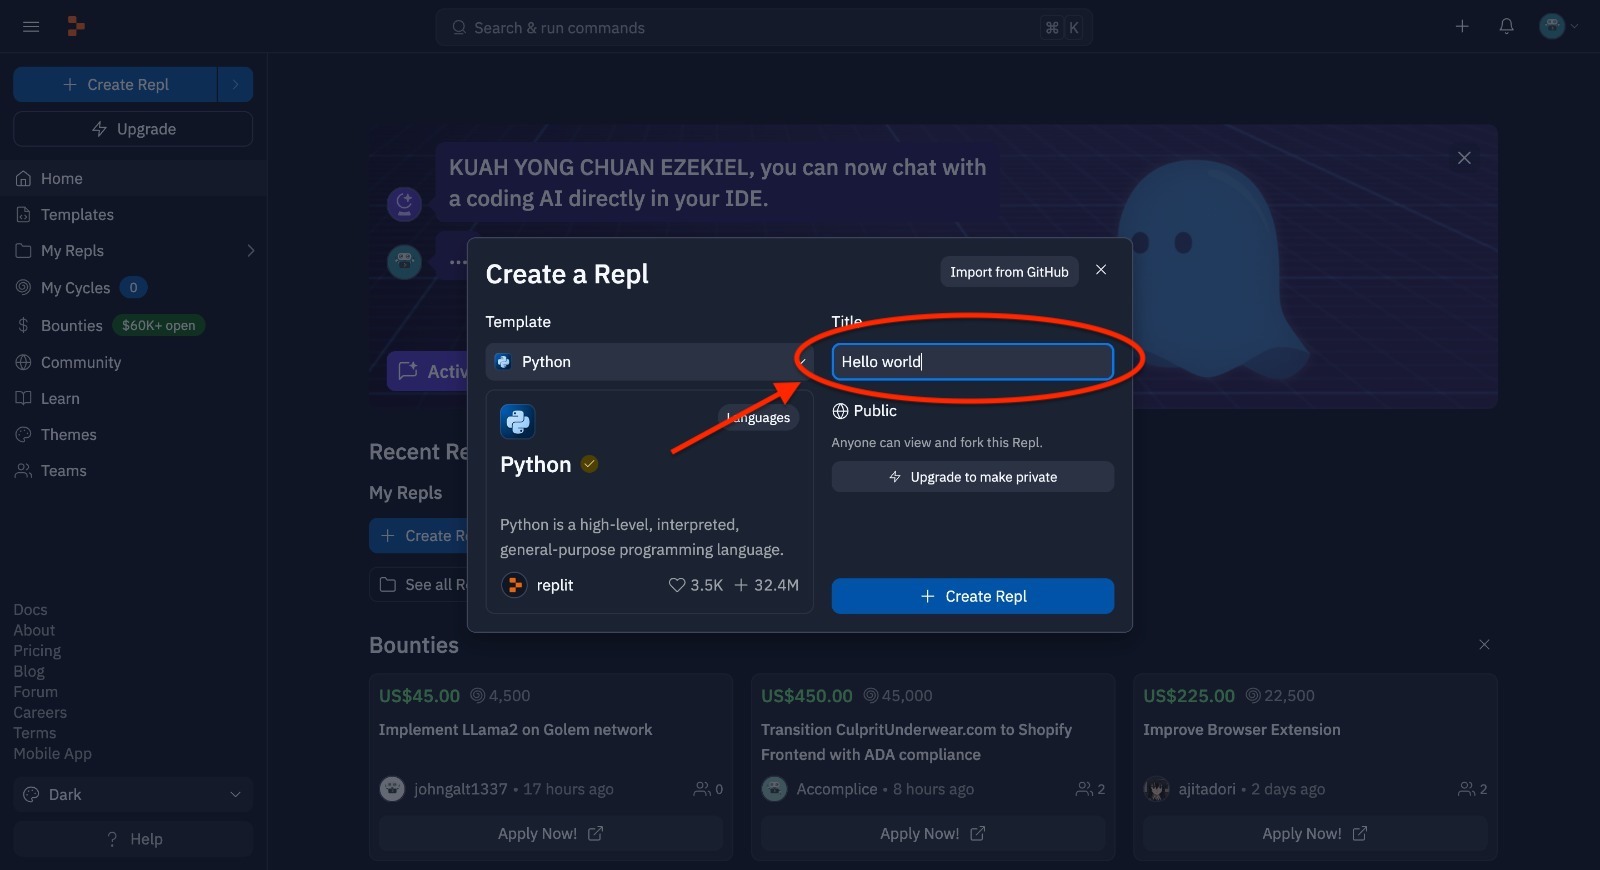 Search & run commands
⌘ K
+ Create Repl
Upgrade
Home
Templates
My Repls
My Cycles 0
$ Bounties $60K+ open
Community
Learn
Themes
Teams
Docs
About
Pricing
Blog
Forum
Careers
Terms
Mobile App
Dark
? Help
KUAH YONG CHUAN EZEKIEL, you can now chat with
a coding AI directly in your IDE.
...
Activ
Create a Repl
Import from GitHub
Template
Python
Languages
Python
Python is a high-level, interpreted,
general-purpose programming language.
replit 3.5K + 32.4M
Title
Hello world
Public
Anyone can view and fork this Repl.
Upgrade to make private
+ Create Repl
Recent Re
My Repls
+ Create Re
See all R
Bounties
US$45.00 4,500
Implement LLama2 on Golem network
johngalt1337 • 17 hours ago 0
Apply Now!
US$450.00 45,000
Transition CulpritUnderwear.com to Shopify
Frontend with ADA compliance
Accomplice • 8 hours ago 2
Apply Now!
US$225.00 22,500
Improve Browser Extension
ajitadori • 2 days ago 2
Apply Now!